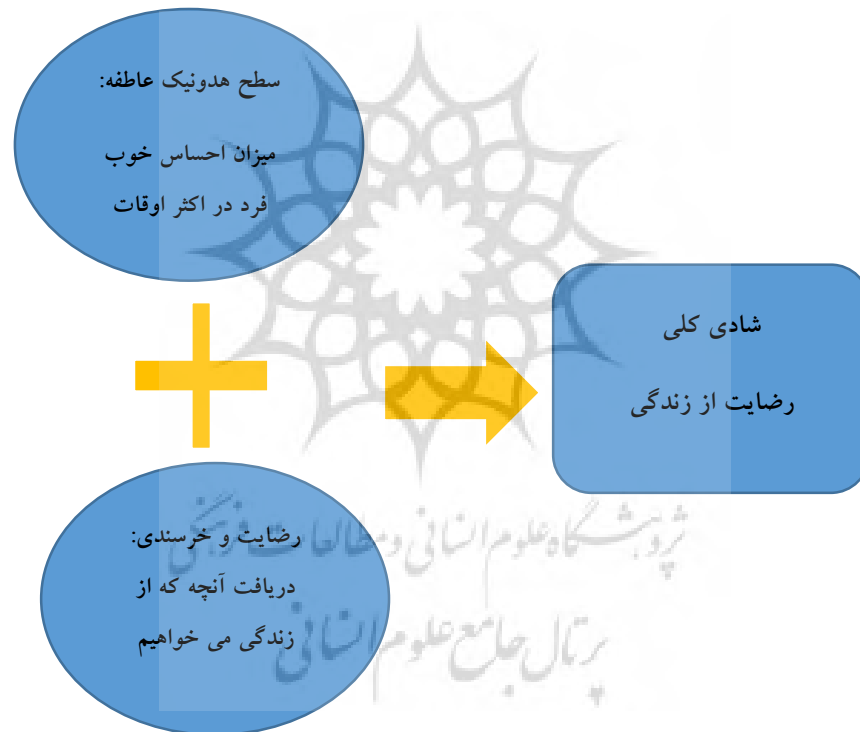 سطح هدونیک عاطفه:
میزان احساس خوب
فرد در اکثر اوقات
شادی کلی
رضایت از زندگی
رضایت و خرسندی:
دریافت آنچه که از
زندگی می خواهیم
پژوهشگاه علوم انسانی و مطالعات فرهنگی
پرتال جامع علوم انسانی